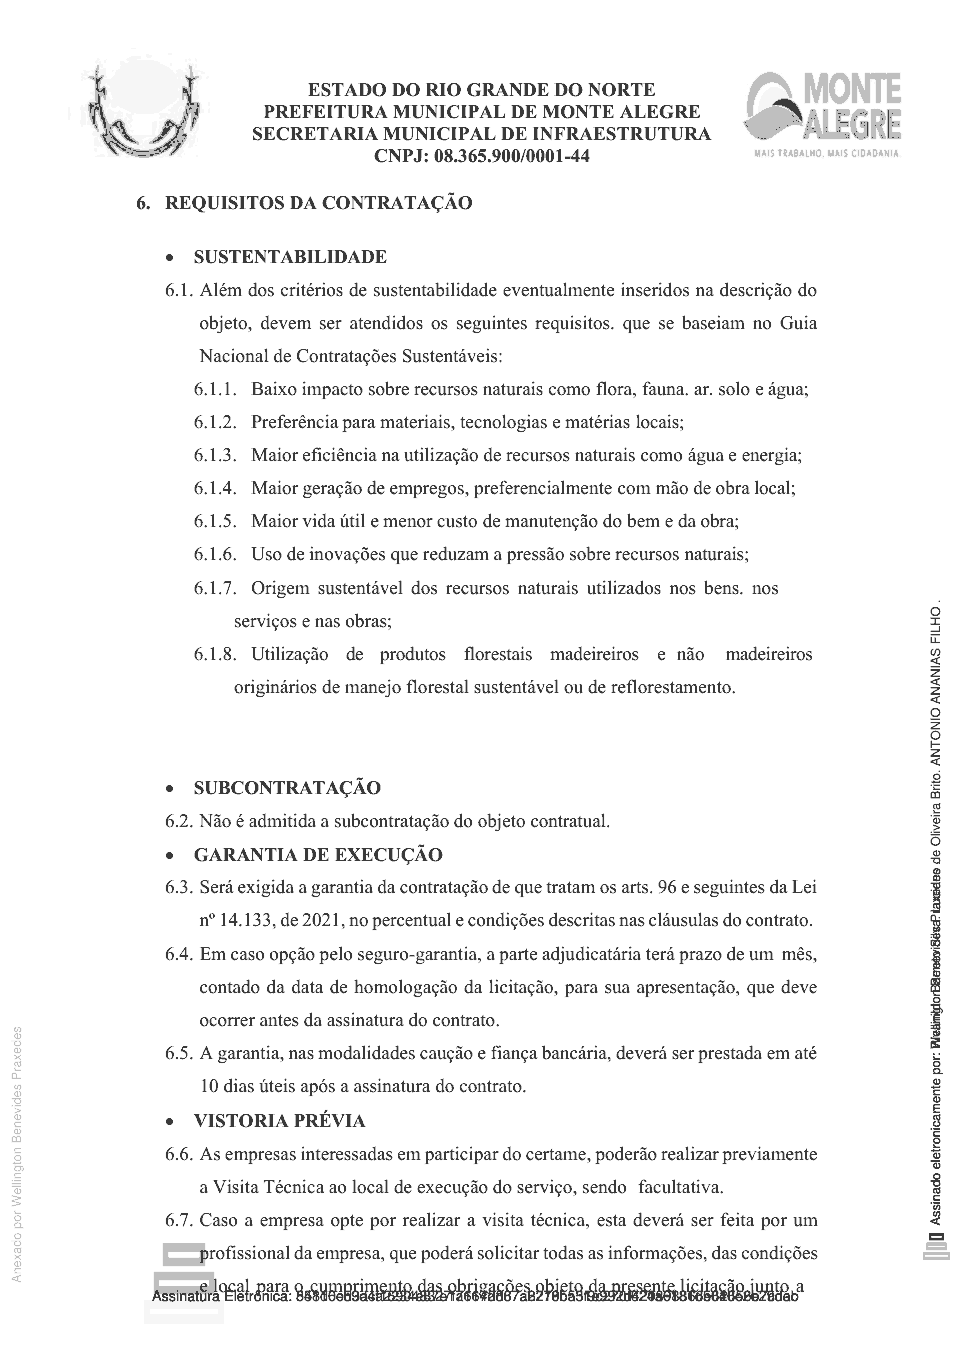 ESTADO DO RIO GRANDE DO NORTE
PREFEITURA MUNICIPAL DE MONTE ALEGRE
SECRETARIA MUNICIPAL DE INFRAESTRUTURA
CNPJ: 08.365.900/0001-44
MONTE
ALEGRE
MAIS TRABALHO, MAIS CIDADANIA.
6. REQUISITOS DA CONTRATAÇÃO
• SUSTENTABILIDADE
6.1. Além dos critérios de sustentabilidade eventualmente inseridos na descrição do
objeto, devem ser atendidos os seguintes requisitos. que se baseiam no Guia
Nacional de Contratações Sustentáveis:
6.1.1. Baixo impacto sobre recursos naturais como flora, fauna. ar. solo e água;
6.1.2. Preferência para materiais, tecnologias e matérias locais;
6.1.3. Maior eficiência na utilização de recursos naturais como água e energia;
6.1.4. Maior geração de empregos, preferencialmente com mão de obra local;
6.1.5. Maior vida útil e menor custo de manutenção do bem e da obra;
6.1.6. Uso de inovações que reduzam a pressão sobre recursos naturais;
6.1.7. Origem sustentável dos recursos naturais utilizados nos bens. nos
serviços e nas obras;
6.1.8. Utilização de produtos florestais madeireiros e não madeireiros
originários de manejo florestal sustentável ou de reflorestamento.
• SUBCONTRATAÇÃO
6.2. Não é admitida a subcontratação do objeto contratual.
• GARANTIA DE EXECUÇÃO
6.3. Será exigida a garantia da contratação de que tratam os arts. 96 e seguintes da Lei
nº 14.133, de 2021, no percentual e condições descritas nas cláusulas do contrato.
6.4. Em caso opção pelo seguro-garantia, a parte adjudicatária terá prazo de um mês,
contado da data de homologação da licitação, para sua apresentação, que deve
ocorrer antes da assinatura do contrato.
6.5. A garantia, nas modalidades caução e fiança bancária, deverá ser prestada em até
10 dias úteis após a assinatura do contrato.
• VISTORIA PRÉVIA
6.6. As empresas interessadas em participar do certame, poderão realizar previamente
a Visita Técnica ao local de execução do serviço, sendo facultativa.
6.7. Caso a empresa opte por realizar a visita técnica, esta deverá ser feita por um
profissional da empresa, que poderá solicitar todas as informações, das condições
e local para o cumprimento das obrigações objeto da presente licitação junto a
Assinatura Eletrônica:
Anexaco por Wellington Benevides Praxeces
Assinado eletronicamente por: de Oliveira Brito. ANTONIO ANANIAS FILHO .